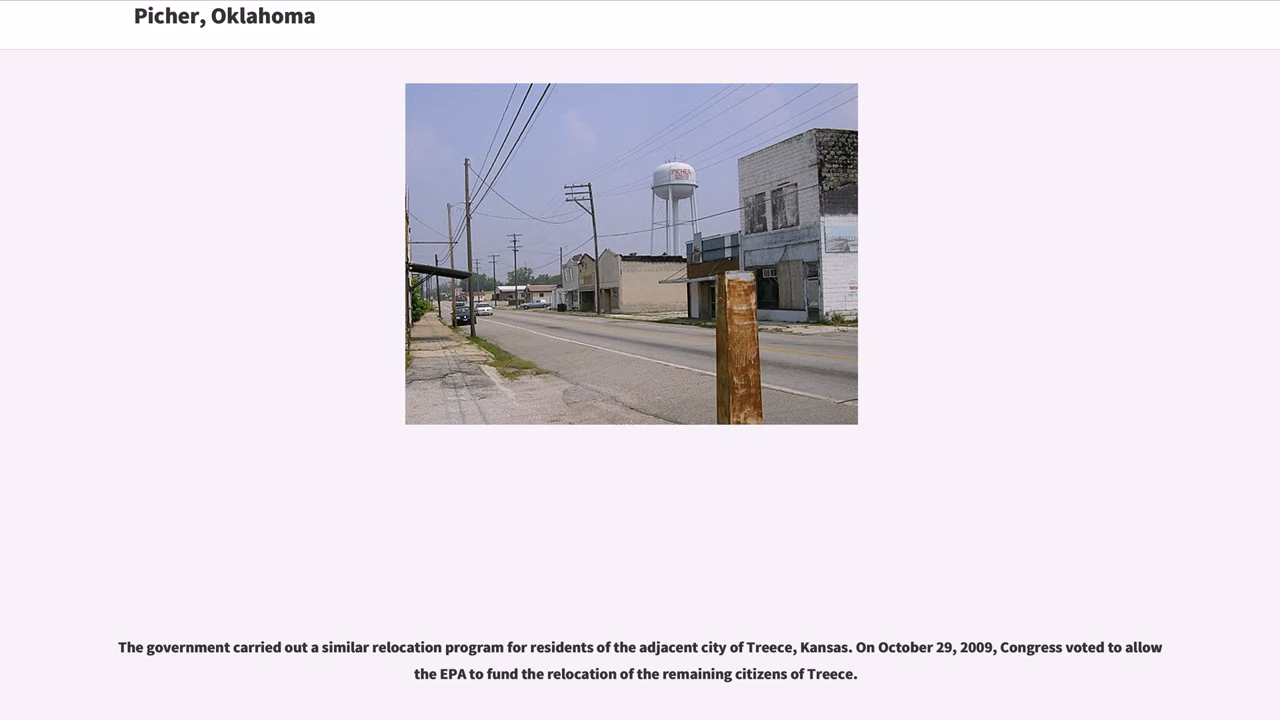 Picher, Oklahoma
PICHER
The government carried out a similar relocation program for residents of the adjacent city of Treece, Kansas. On October 29, 2009, Congress voted to allow
the EPA to fund the relocation of the remaining citizens of Treece.